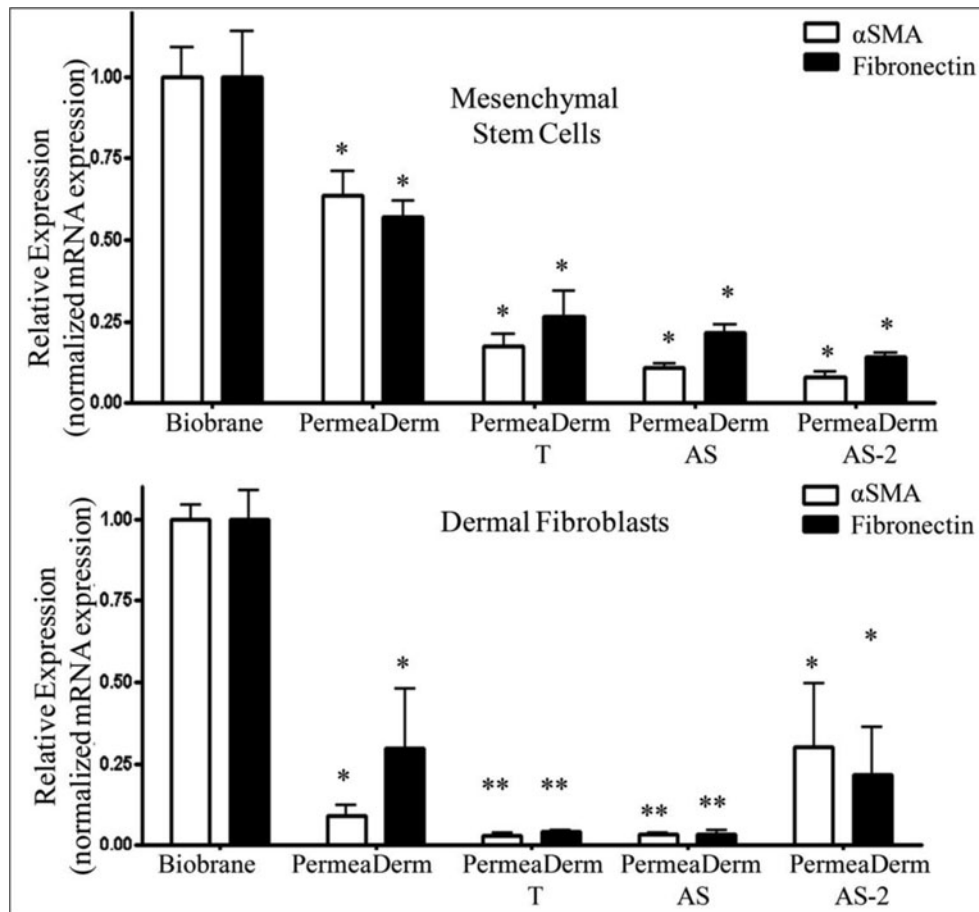 αSMA
Fibronectin
Mesenchymal
Stem Cells
Relative Expression
(normalized mRNA expression)
1.00
0.75
0.50
0.25
0.00
*
*
*
*
*
*
*
*
Biobrane PermeaDerm PermeaDerm PermeaDerm PermeaDerm
T AS AS-2
αSMA
Fibronectin
Dermal Fibroblasts
Relative Expression
(normalized mRNA expression)
1.00
0.75
0.50
0.25
0.00
*
*
**
**
**
**
*
*
Biobrane PermeaDerm PermeaDerm PermeaDerm PermeaDerm
T AS AS-2